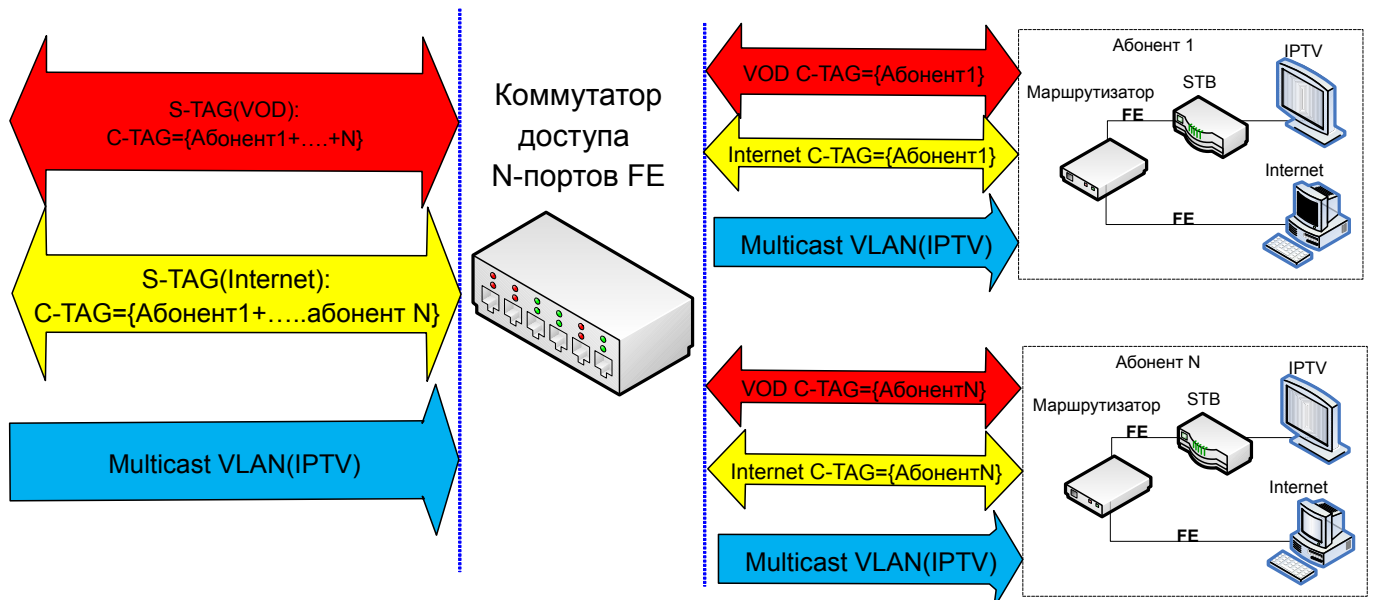 S-TAG(VOD):
C-TAG={Абонент1+....+N}
S-TAG(Internet):
C-TAG={Абонент1+.....абонент N}
Multicast VLAN(IPTV)
Коммутатор
доступа
N-портов FE
VOD C-TAG={Абонент1}
Internet C-TAG={Абонент1}
Multicast VLAN(IPTV)
Абонент 1
IPTV
STB
Маршрутизатор
FE
Internet
FE
VOD C-TAG={АбонентN}
Internet C-TAG={АбонентN}
Multicast VLAN(IPTV)
Абонент N
IPTV
STB
Маршрутизатор
FE
Internet
FE